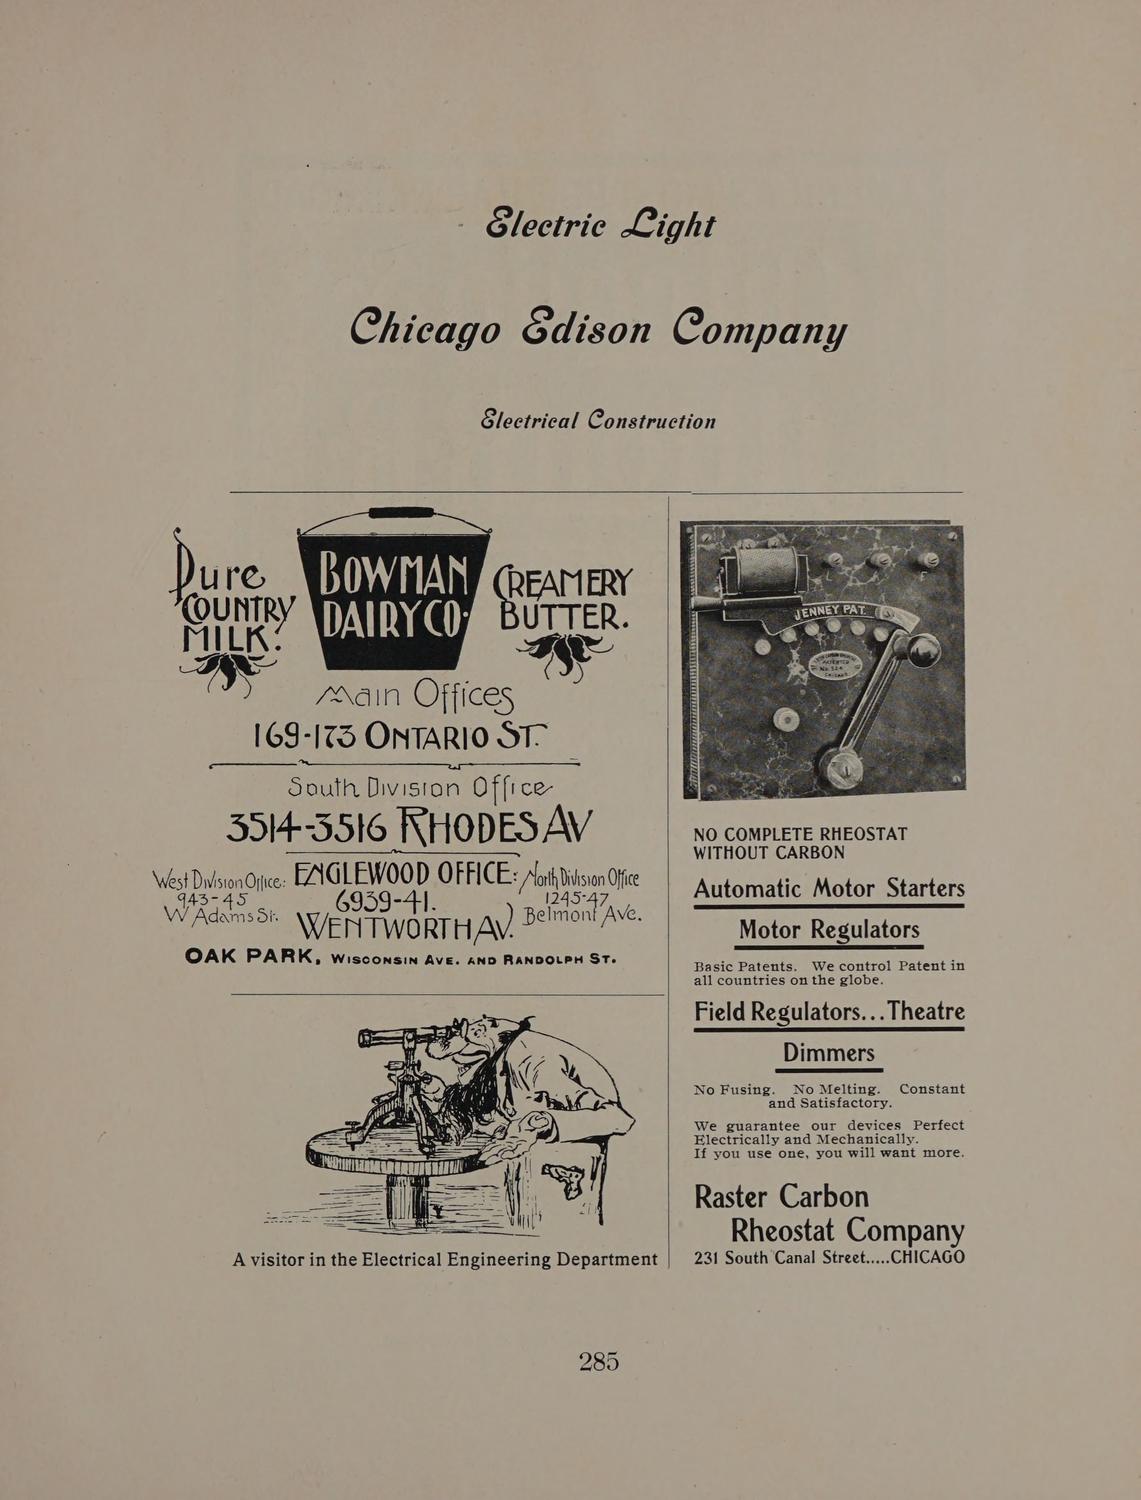 Electric Light
Chicago Edison Company
Electrical Construction
Pure
COUNTRY
MILK.
BOWMAN
DAIRY CO.
CREAMERY
BUTTER.
Main Offices
169-173 ONTARIO ST.
South Division Office
3514-3516 RHODES AV
West Division Office:
943-45
W Adams St.
ENGLEWOOD OFFICE:
6939-41.
WENTWORTH AV.
North Division Office
1245-47
Belmont Ave.
OAK PARK, WISCONSIN AVE. AND RANDOLPH ST.
A visitor in the Electrical Engineering Department
JENNEY PAT.
PATENTED
CHICAGO
NO COMPLETE RHEOSTAT
WITHOUT CARBON
Automatic Motor Starters
Motor Regulators
Basic Patents. We control Patent in
all countries on the globe.
Field Regulators...Theatre
Dimmers
No Fusing. No Melting. Constant
and Satisfactory.
We guarantee our devices Perfect
Electrically and Mechanically.
If you use one, you will want more.
Raster Carbon
Rheostat Company
231 South Canal Street.....CHICAGO
285